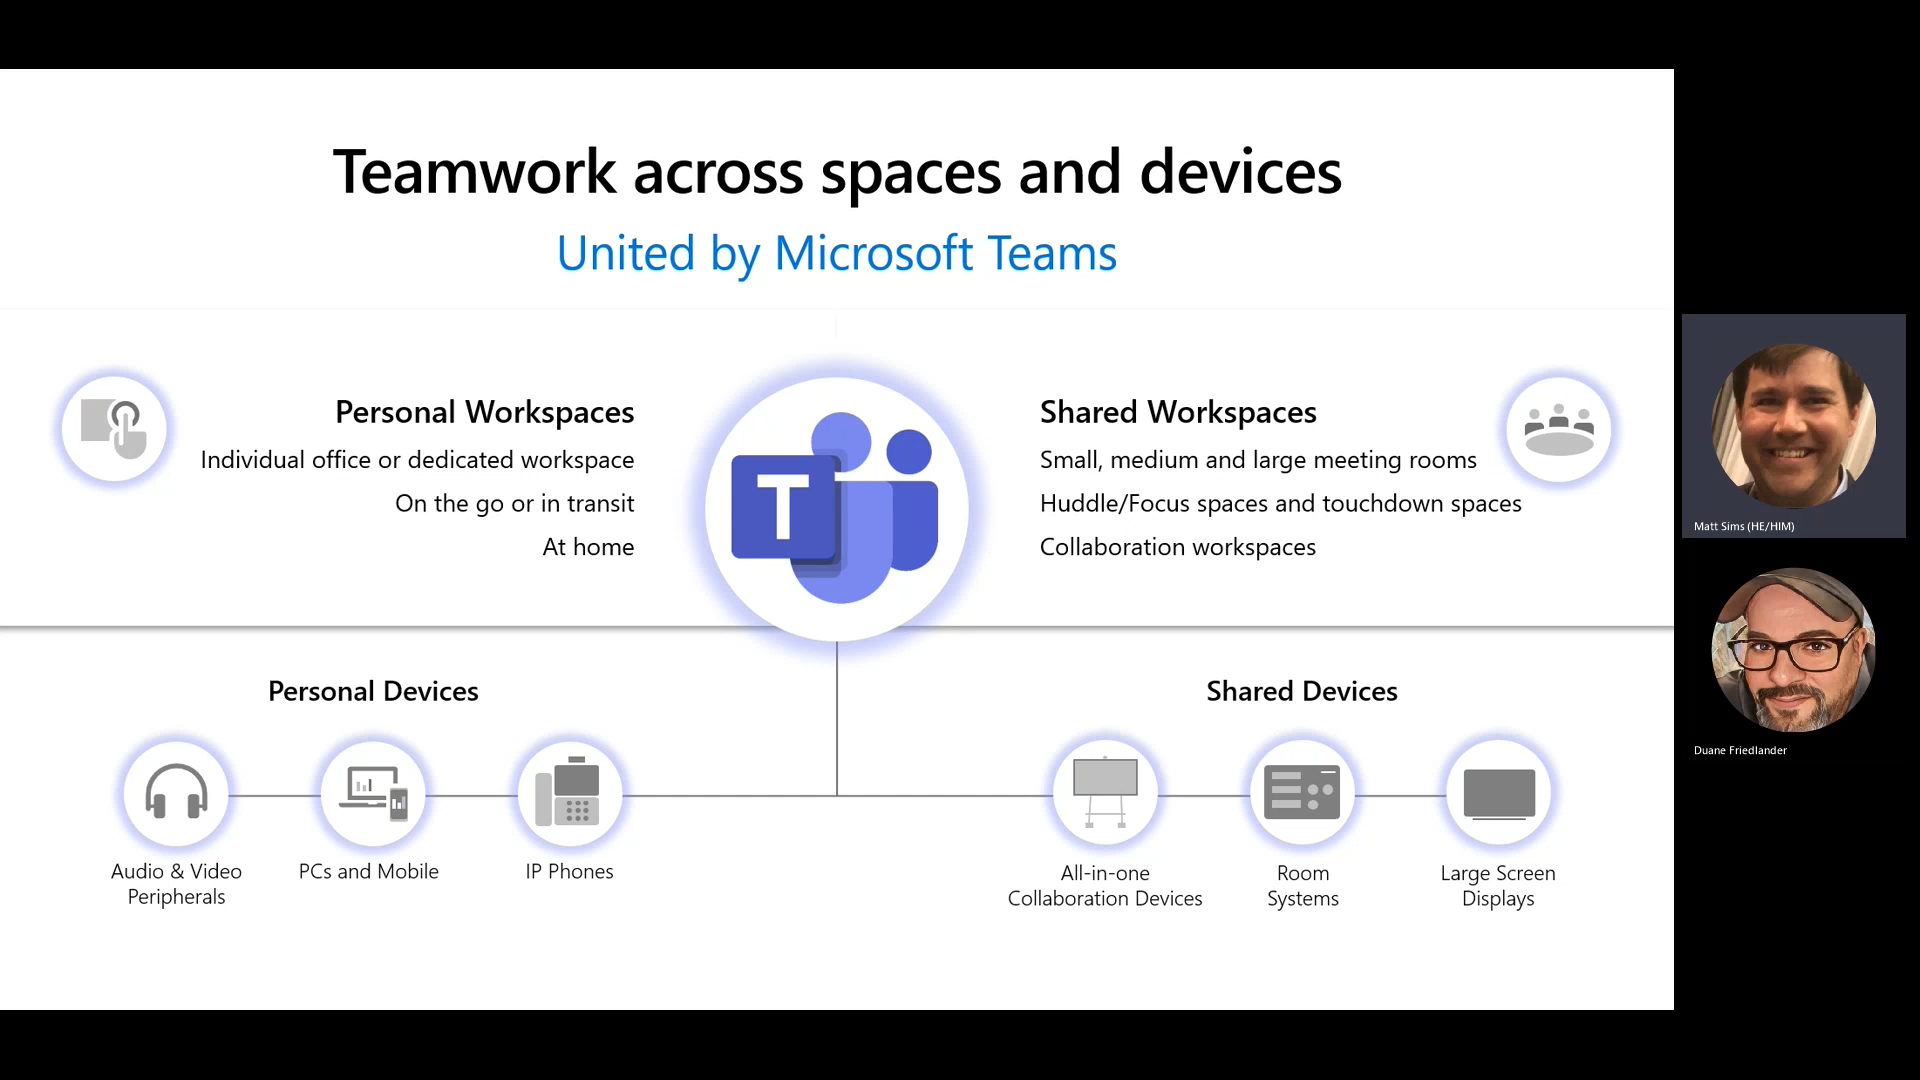 Teamwork across spaces and devices
United by Microsoft Teams
Personal Workspaces
Individual office or dedicated workspace
On the go or in transit
At home
T
Shared Workspaces
Small, medium and large meeting rooms
Huddle/Focus spaces and touchdown spaces
Collaboration workspaces
Personal Devices
Audio & Video
Peripherals
PCs and Mobile
IP Phones
Shared Devices
All-in-one
Collaboration Devices
Room
Systems
Large Screen
Displays
Matt Sims (HE/HIM)
Duane Friedlander